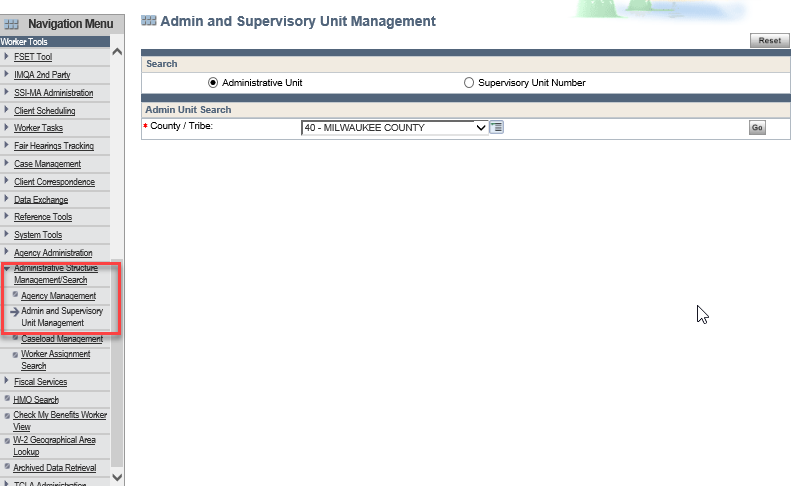 Navigation Menu
Worker Tools
FSET Tool
IMQA 2nd Party
SSI-MA Administration
Client Scheduling
Worker Tasks
Fair Hearings Tracking
Case Management
Client Correspondence
Data Exchange
Reference Tools
System Tools
Agency Administration
Administrative Structure
Management/Search
Agency Management
Admin and Supervisory
Unit Management
Caseload Management
Worker Assignment
Search
Fiscal Services
HMO Search
Check My Benefits Worker
View
W-2 Geographical Area
Lookup
Archived Data Retrieval
TCLA Administration
Admin and Supervisory Unit Management
Reset
Search
Administrative Unit Supervisory Unit Number
Admin Unit Search
* County / Tribe: 40 - MILWAUKEE COUNTY Go